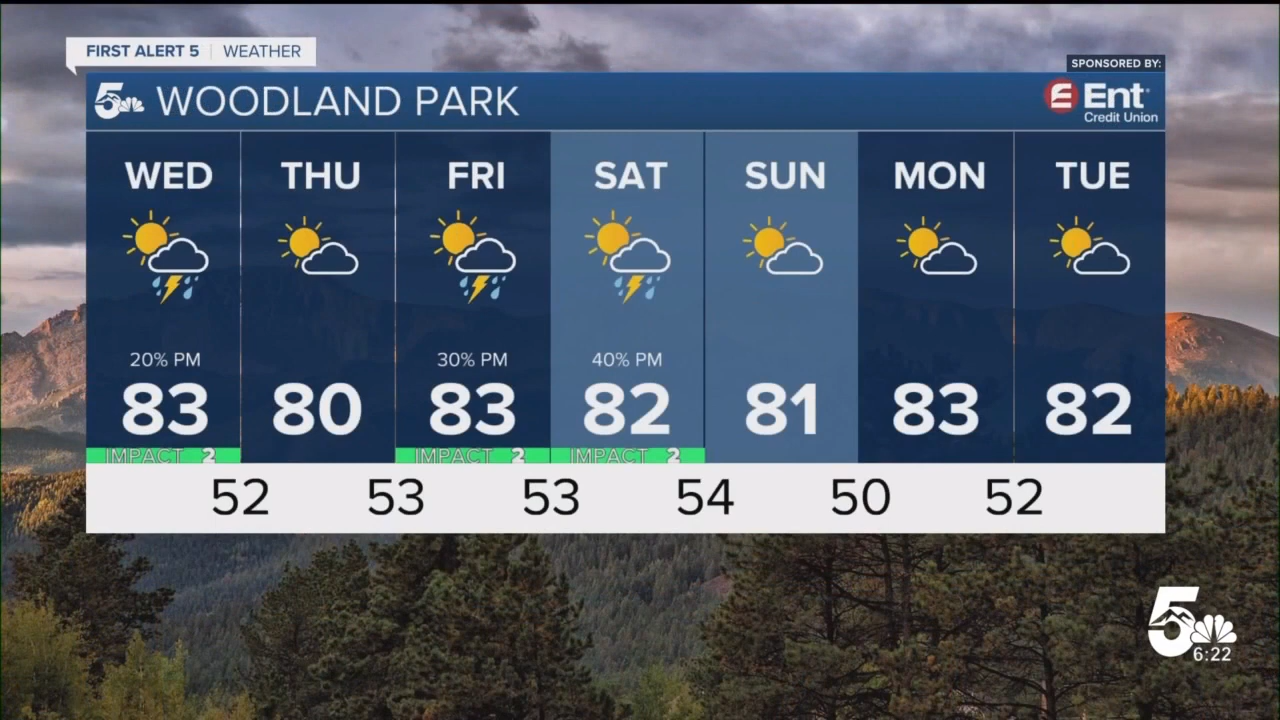 FIRST ALERT 5 | WEATHER
SPONSORED BY:
5 WOODLAND PARK
Ent
Credit Union
WED THU FRI SAT SUN MON TUE
20% PM 30% PM 40% PM
83 80 83 82 81 83 82
IMPACT 2 IMPACT 2 IMPACT 2
52 53 53 54 50 52
5
6:22